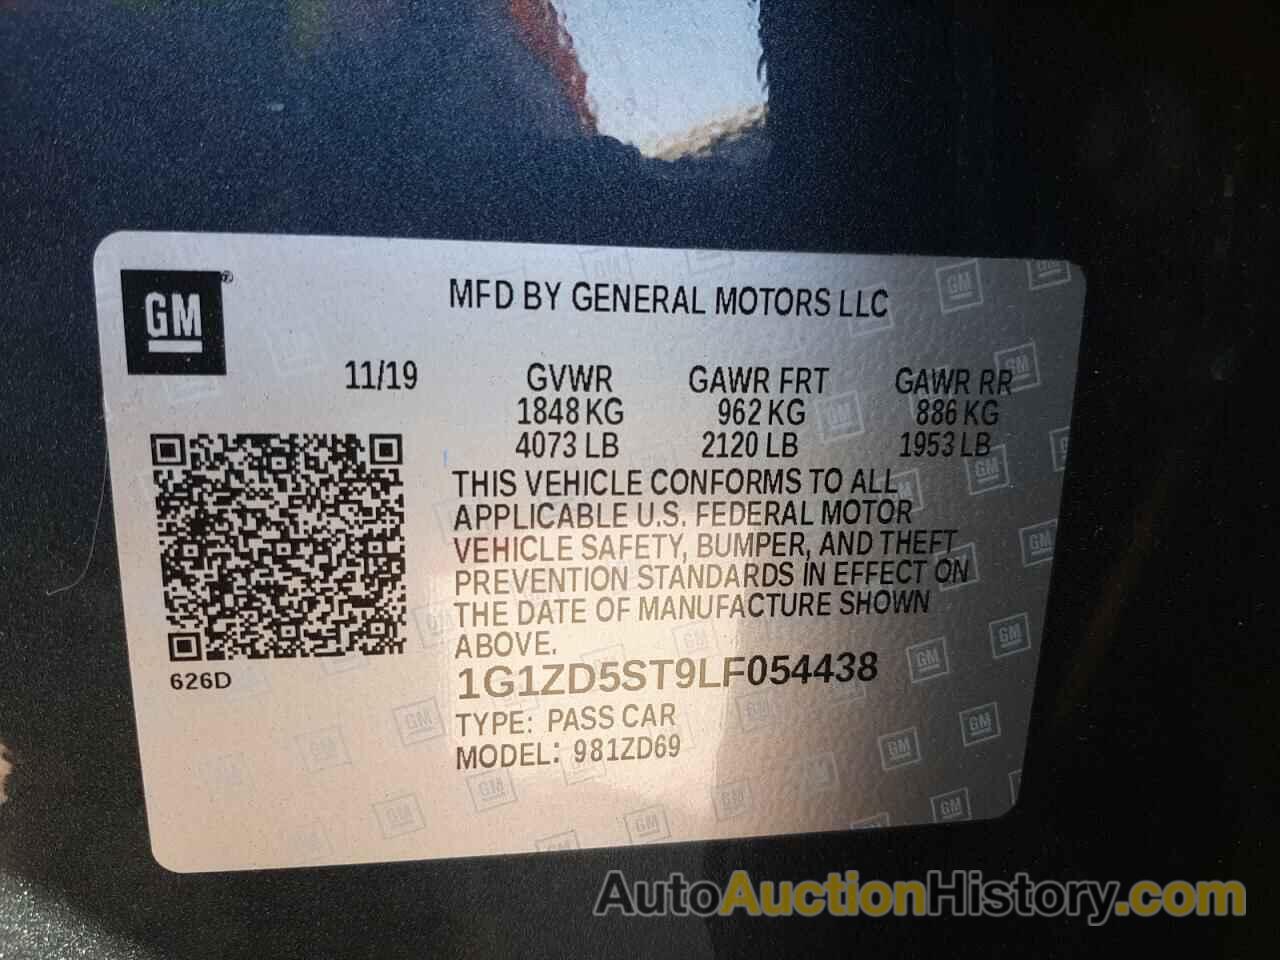 GM®
MFD BY GENERAL MOTORS LLC
11/19 GVWR GAWR FRT GAWR RR
1848 KG 962 KG 886 KG
4073 LB 2120 LB 1953 LB
THIS VEHICLE CONFORMS TO ALL
APPLICABLE U.S. FEDERAL MOTOR
VEHICLE SAFETY, BUMPER, AND THEFT
PREVENTION STANDARDS IN EFFECT ON
THE DATE OF MANUFACTURE SHOWN
ABOVE.
626D
1G1ZD5ST9LF054438
TYPE: PASS CAR
MODEL: 981ZD69
AutoAuctionHistory.com